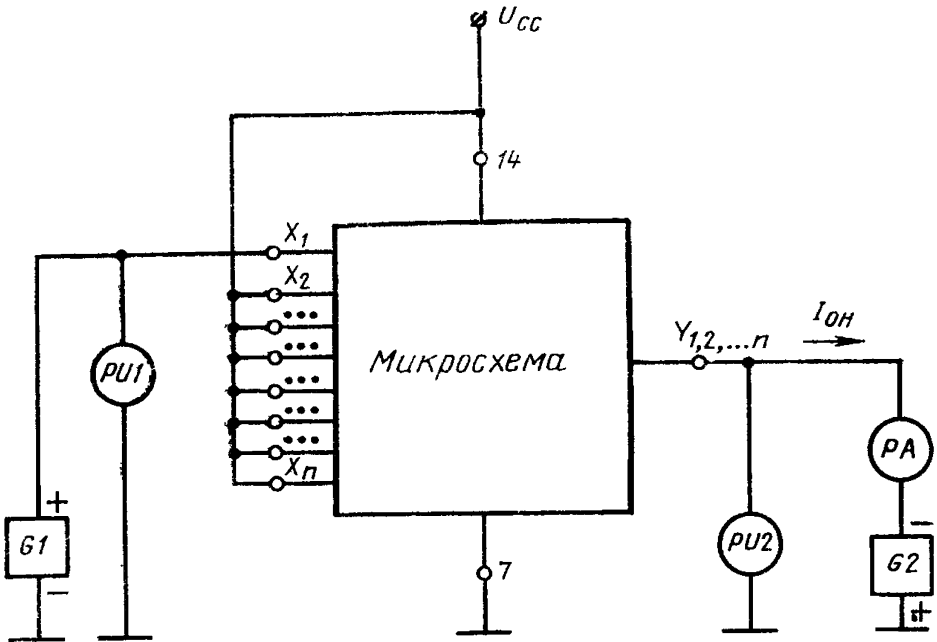 U_CC
14
X_1
X_2
...
...
...
...
...
X_n
Микросхема
Y_1,2,...n
I_OH
PU1
PA
+
G1
−
7
PU2
−
G2
+